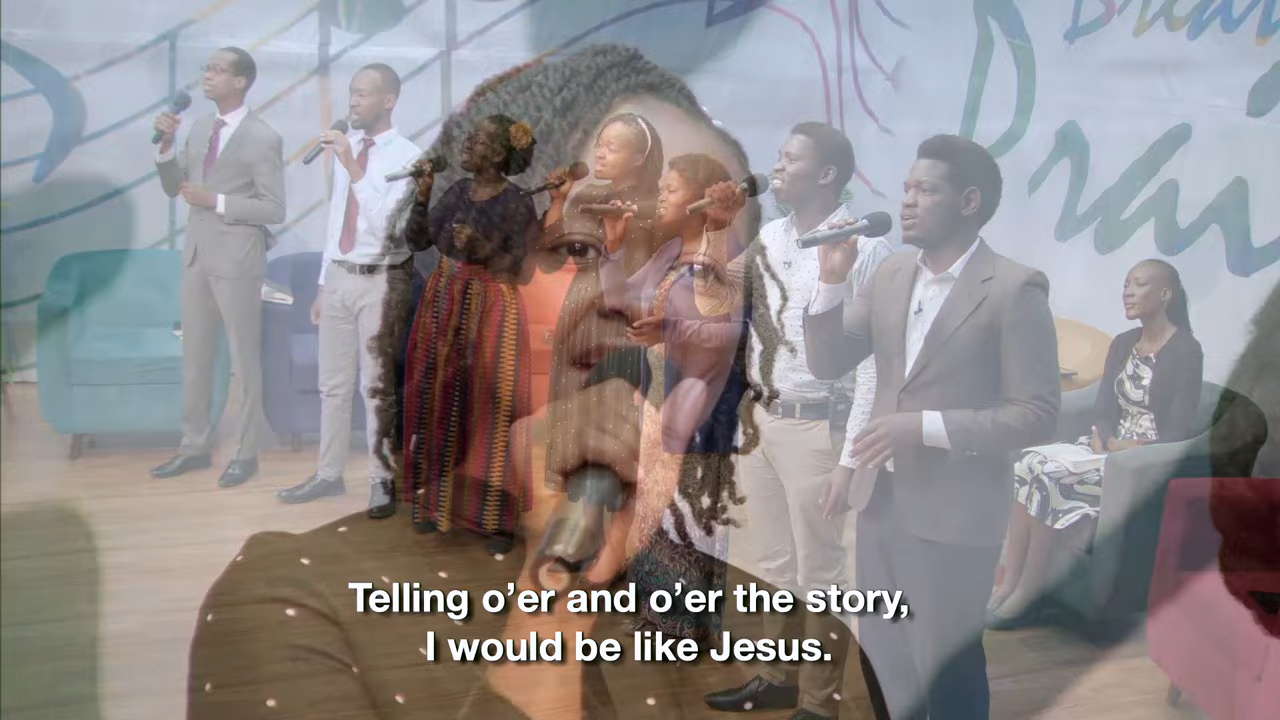 Telling o’er and o’er the story,
I would be like Jesus.